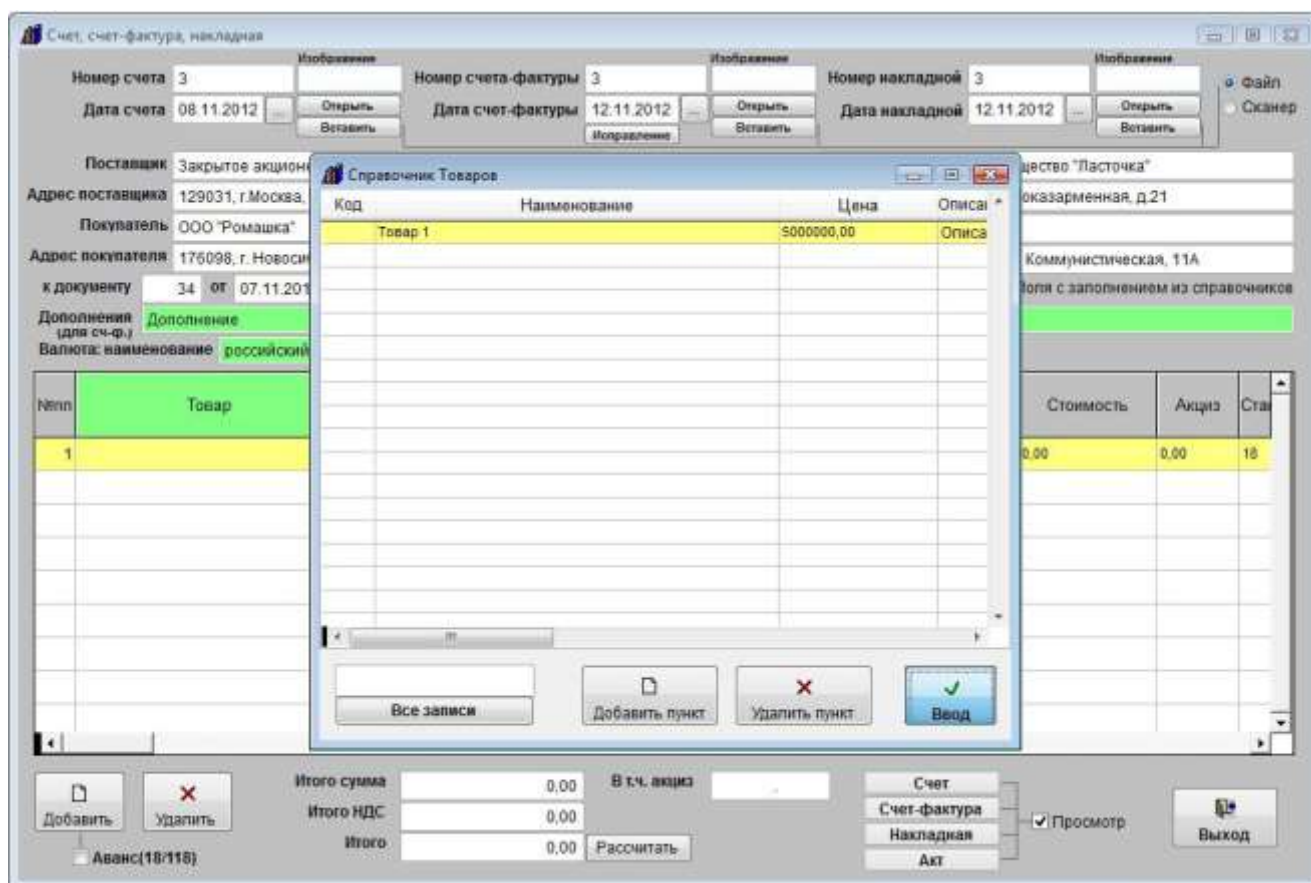 Счет, счет-фактура, накладная
Изображение Изображение Изображение
Номер счета 3 Номер счета-фактуры 3 Номер накладной 3 Файл
Дата счета 08.11.2012 ... Открыть Дата счет-фактуры 12.11.2012 ... Открыть Дата накладной 12.11.2012 ... Открыть Сканер
Вставить Исправление Вставить Вставить
Поставщик Закрытое акцион щество "Ласточка"
Адрес поставщика 129031, г.Москва, оказарменная, д.21
Покупатель ООО "Ромашка"
Адрес покупателя 176098, г. Новоси Коммунистическая, 11А
к документу 34 от 07.11.201 Поля с заполнением из справочников
Дополнения (для сч-ф.) Дополнение
Валюта: наименование российский
№пп Товар Стоимость Акциз Ста
1 0,00 0,00 18
Справочник Товаров
Код Наименование Цена Описа
Товар 1 5000000,00 Описа
Все записи Добавить пункт Удалить пункт Ввод
Добавить Удалить
Аванс(18/118)
Итого сумма 0,00 В т.ч. акциз
Итого НДС 0,00
Итого 0,00 Рассчитать
Счет
Счет-фактура
Накладная
Акт
Просмотр
Выход